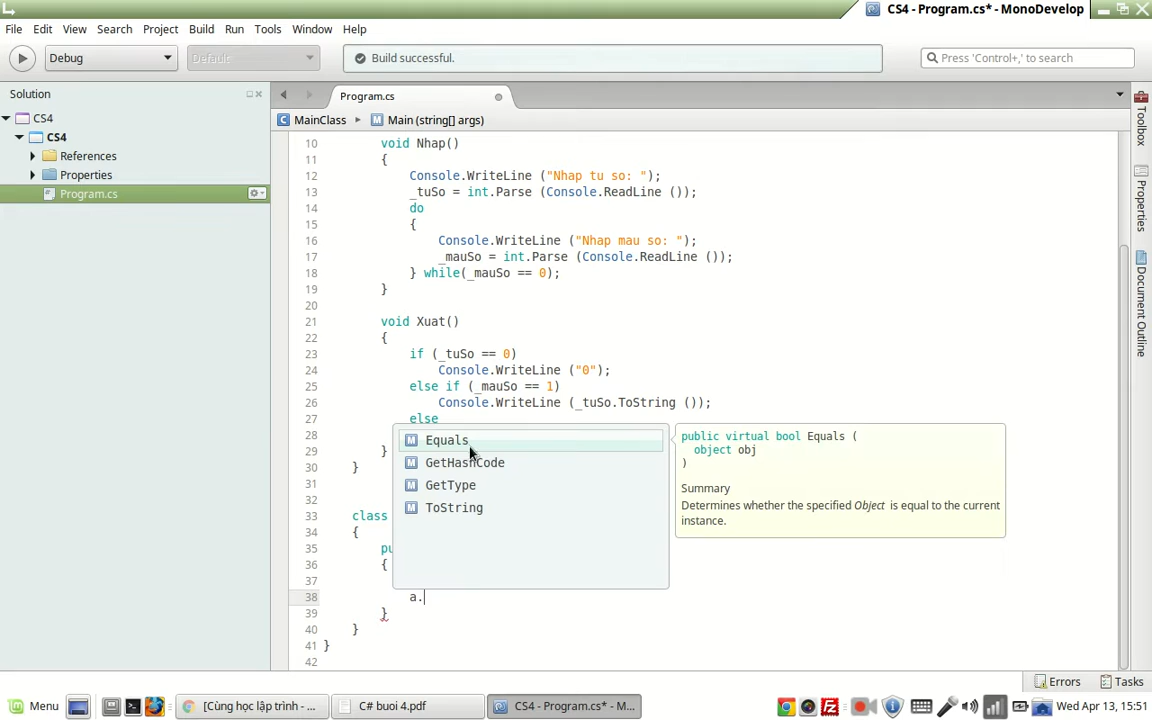 CS4 - Program.cs* - MonoDevelop
File Edit View Search Project Build Run Tools Window Help
Debug
Default
Build successful.
Press 'Control+,' to search
Solution
Program.cs
CS4
MainClass
Main (string[] args)
CS4
References
Properties
Program.cs
10 void Nhap()
11 {
12 Console.WriteLine ("Nhap tu so: ");
13 _tuSo = int.Parse (Console.ReadLine ());
14 do
15 {
16 Console.WriteLine ("Nhap mau so: ");
17 _mauSo = int.Parse (Console.ReadLine ());
18 } while(_mauSo == 0);
19 }
20
21 void Xuat()
22 {
23 if (_tuSo == 0)
24 Console.WriteLine ("0");
25 else if (_mauSo == 1)
26 Console.WriteLine (_tuSo.ToString ());
27 else
28
29 }
30 }
31
32
33 class
34 {
35 pu
36 {
37
38 a.
39 }
40 }
41 }
42
Equals
GetHashCode
GetType
ToString
public virtual bool Equals (
object obj
)
Summary
Determines whether the specified Object is equal to the current
instance.
Toolbox
Properties
Document Outline
Errors
Tasks
Menu
[Cùng học lập trình - ...
C# buoi 4.pdf
CS4 - Program.cs* - M...
Wed Apr 13, 15:51